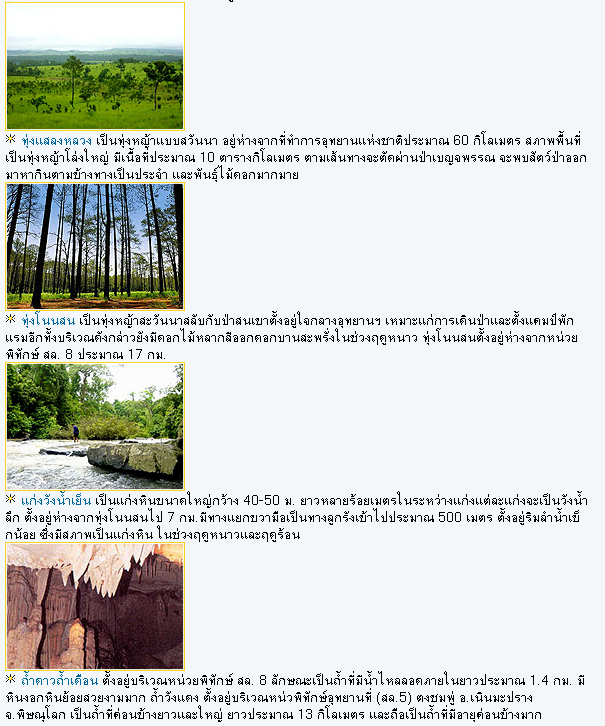 ※ ทุ่งแสลงหลวง เป็นทุ่งหญ้าแบบสวันนา อยู่ห่างจากที่ทำการอุทยานแห่งชาติประมาณ 60 กิโลเมตร สภาพพื้นที่
เป็นทุ่งหญ้าโล่งใหญ่ มีเนื้อที่ประมาณ 10 ตารางกิโลเมตร ตามเส้นทางจะตัดผ่านป่าเบญจพรรณ จะพบสัตว์ป่าออก
มาหากินตามข้างทางเป็นประจำ และพันธุ์ไม้ดอกมากมาย
※ ทุ่งโนนสน เป็นทุ่งหญ้าสะวันนาสลับกับป่าสนเขาตั้งอยู่ใจกลางอุทยานฯ เหมาะแก่การเดินป่าและตั้งแคมป์พัก
แรมอีกทั้งบริเวณดังกล่าวยังมีดอกไม้หลากสีออกดอกบานสะพรั่งในช่วงฤดูหนาว ทุ่งโนนสนตั้งอยู่ห่างจากหน่วย
พิทักษ์ สล. 8 ประมาณ 17 กม.
※ แก่งวังน้ำเย็น เป็นแก่งหินขนาดใหญ่กว้าง 40-50 ม. ยาวหลายร้อยเมตรในระหว่างแก่งแต่ละแก่งจะเป็นวังน้ำ
ลึก ตั้งอยู่ห่างจากทุ่งโนนสนไป 7 กม. มีทางแยกขวามือเป็นทางลูกรังเข้าไปประมาณ 500 เมตร ตั้งอยู่ริมลำน้ำเข็
กน้อย ซึ่งมีสภาพเป็นแก่งหิน ในช่วงฤดูหนาวและฤดูร้อน
※ ถ้ำดาวถ้ำเดือน ตั้งอยู่บริเวณหน่วยพิทักษ์ สล. 8 ลักษณะเป็นถ้ำที่มีน้ำไหลลอดภายในยาวประมาณ 1.4 กม. มี
หินงอกหินย้อยสวยงามมาก ถ้ำวังแดง ตั้งอยู่บริเวณหน่วพิทักษ์อุทยานที่ (สล.5) ตงชมพู่ อ.เนินมะปราง
จ.พิษณุโลก เป็นถ้ำที่ค่อนข้างยาวและใหญ่ ยาวประมาณ 13 กิโลเมตร และถือเป็นถ้ำที่มีอายุค่อนข้างมาก